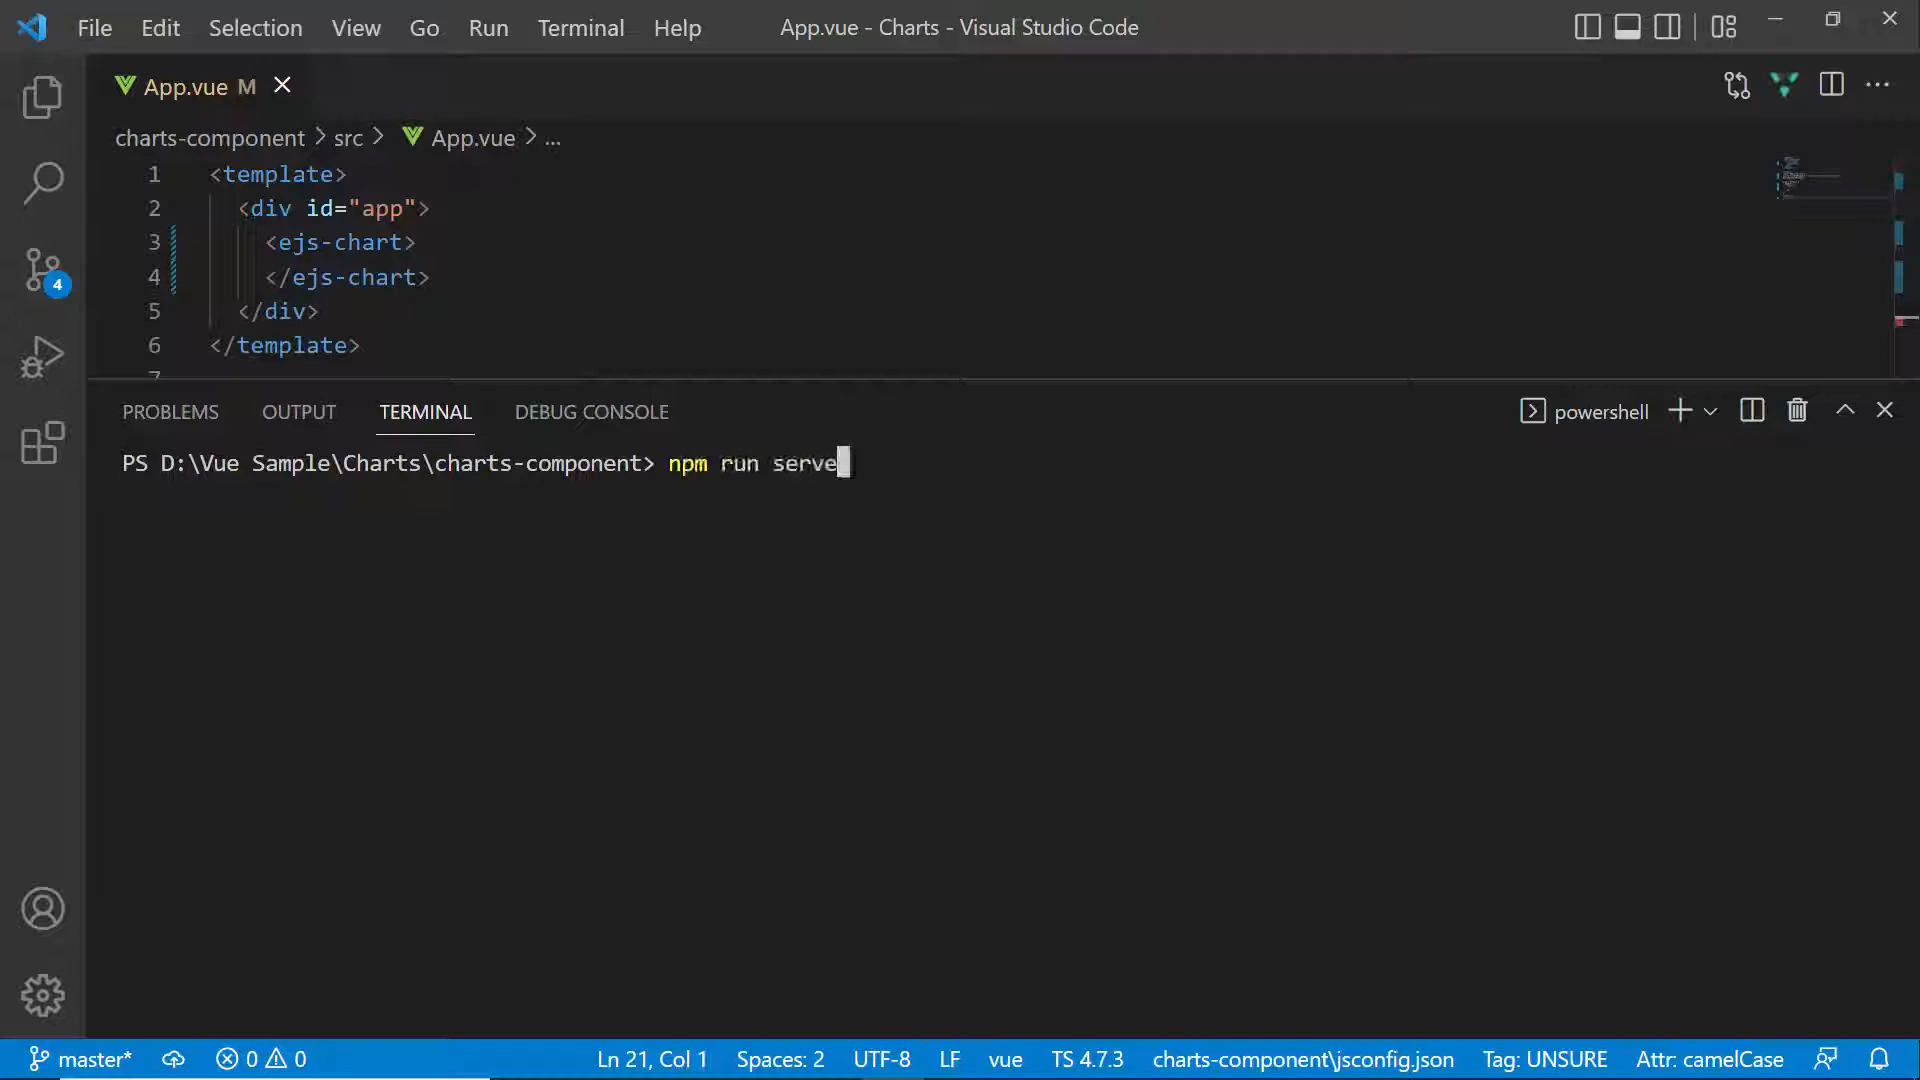 File Edit Selection View Go Run Terminal Help App.vue - Charts - Visual Studio Code
App.vue M
charts-component > src > App.vue > ...
1 <template>
2 <div id="app">
3 <ejs-chart>
4 </ejs-chart>
5 </div>
6 </template>
7
PROBLEMS OUTPUT TERMINAL DEBUG CONSOLE powershell
PS D:\Vue Sample\Charts\charts-component> npm run serve
4
master* 0 0 Ln 21, Col 1 Spaces: 2 UTF-8 LF vue TS 4.7.3 charts-component\jsconfig.json Tag: UNSURE Attr: camelCase